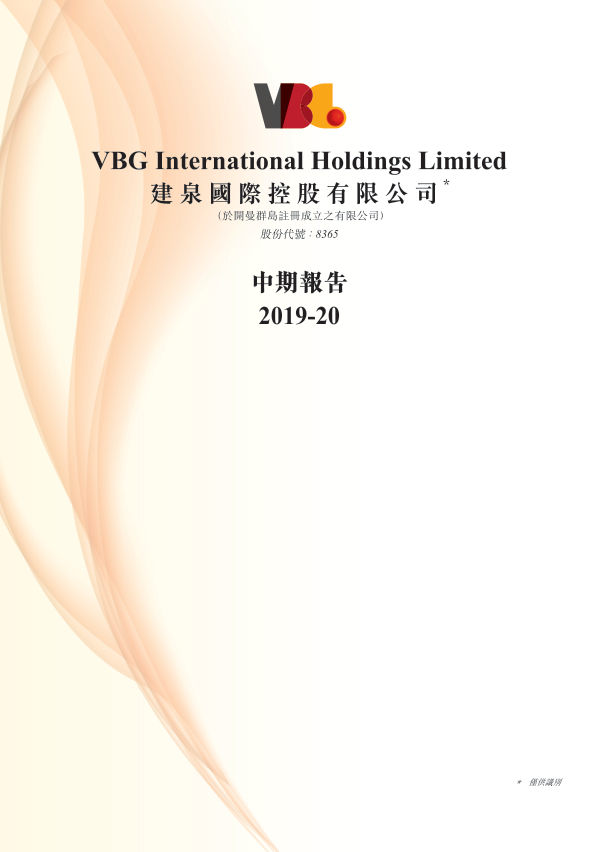 VBG
VBG International Holdings Limited
建泉國際控股有限公司*
(於開曼群島註冊成立之有限公司)
股份代號：8365
中期報告
2019-20
* 僅供識別